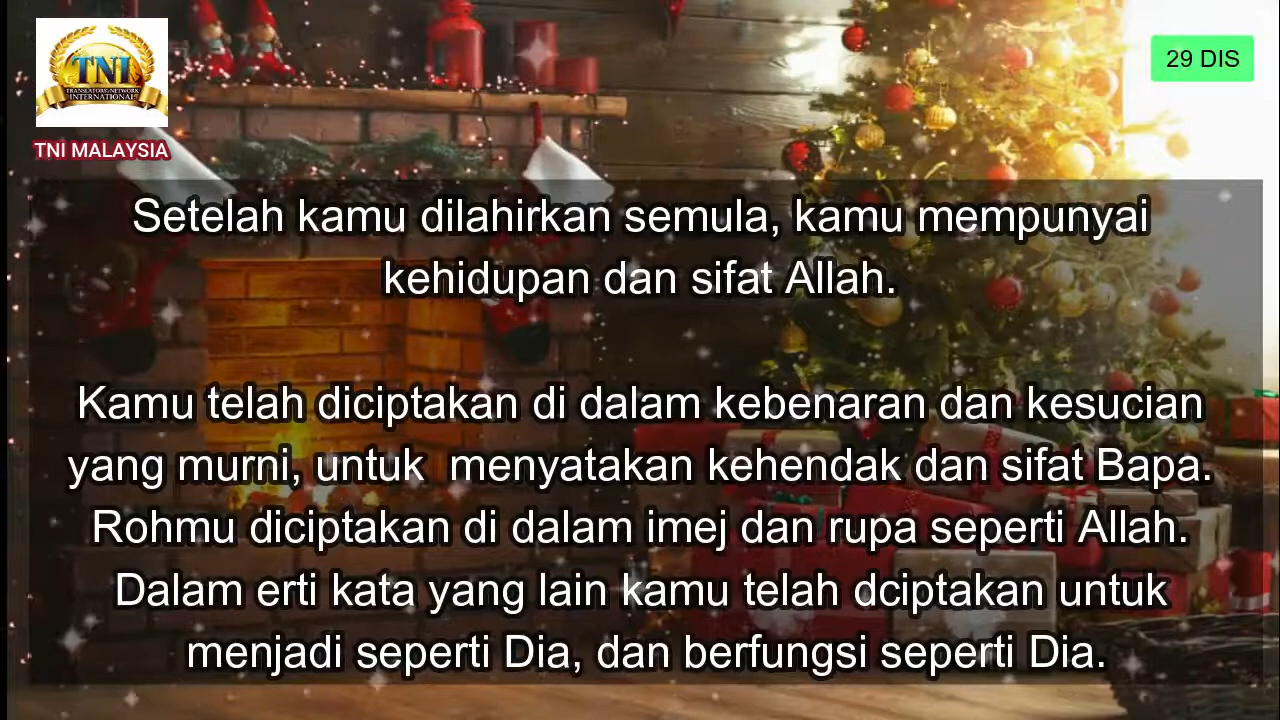 TNI
TRANSLATORS NETWORK
INTERNATIONAL
TNI MALAYSIA
29 DIS
Setelah kamu dilahirkan semula, kamu mempunyai
kehidupan dan sifat Allah.
Kamu telah diciptakan di dalam kebenaran dan kesucian
yang murni, untuk  menyatakan kehendak dan sifat Bapa.
Rohmu diciptakan di dalam imej dan rupa seperti Allah.
Dalam erti kata yang lain kamu telah dciptakan untuk
menjadi seperti Dia, dan berfungsi seperti Dia.